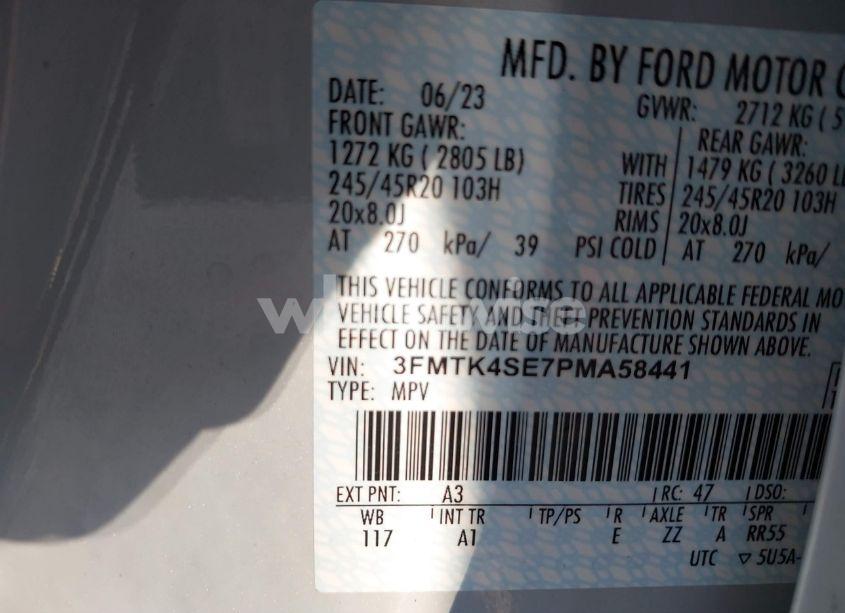 MFD. BY FORD MOTOR
DATE: 06/23
GVWR: 2712 KG ( 5
FRONT GAWR:
REAR GAWR:
1272 KG ( 2805 LB) WITH 1479 KG ( 3260 L
245/45R20 103H TIRES 245/45R20 103H
20x8.0J RIMS 20x8.0J
AT 270 kPa/ 39 PSI COLD AT 270 kPa/
THIS VEHICLE CONFORMS TO ALL APPLICABLE FEDERAL MO
VEHICLE SAFETY AND THEFT PREVENTION STANDARDS IN
EFFECT ON THE DATE OF MANUFACTURE SHOWN ABOVE.
VIN: 3FMTK4SE7PMA58441
TYPE: MPV
EXT PNT: A3 RC: 47 DSO:
WB INT TR TP/PS R AXLE TR SPR
117 A1 E ZZ A RR55
UTC ▽ 5U5A-